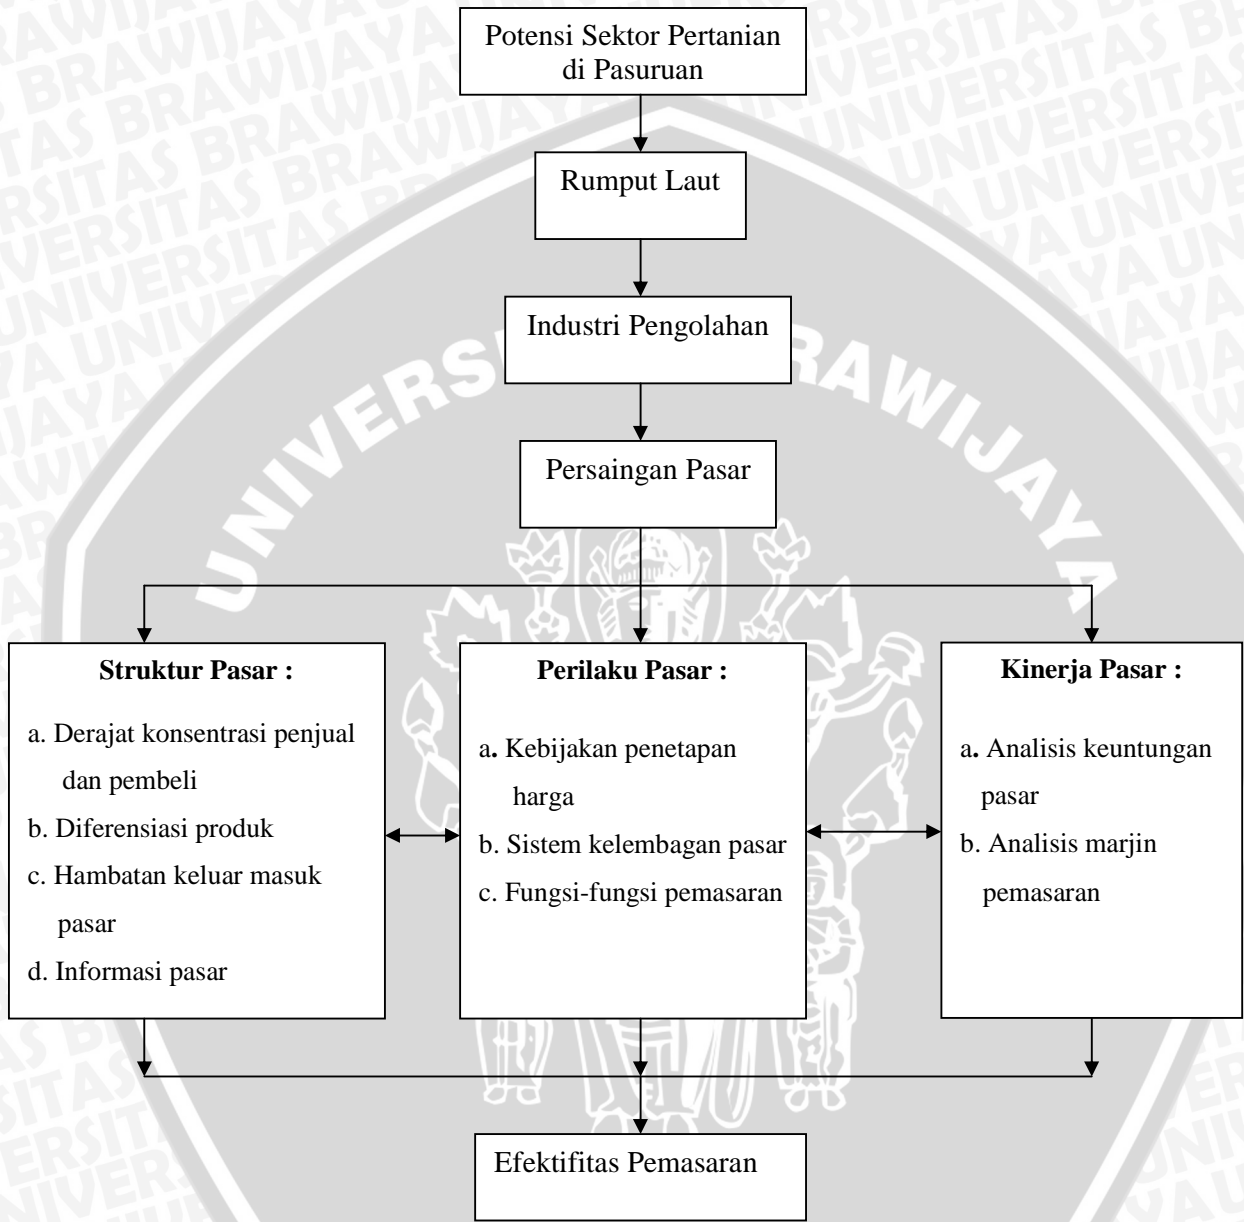 Potensi Sektor Pertanian
di Pasuruan
Rumput Laut
Industri Pengolahan
Persaingan Pasar
Struktur Pasar :
a. Derajat konsentrasi penjual
dan pembeli
b. Diferensiasi produk
c. Hambatan keluar masuk
pasar
d. Informasi pasar
Perilaku Pasar :
a. Kebijakan penetapan
harga
b. Sistem kelembagan pasar
c. Fungsi-fungsi pemasaran
Kinerja Pasar :
a. Analisis keuntungan
pasar
b. Analisis marjin
pemasaran
Efektifitas Pemasaran